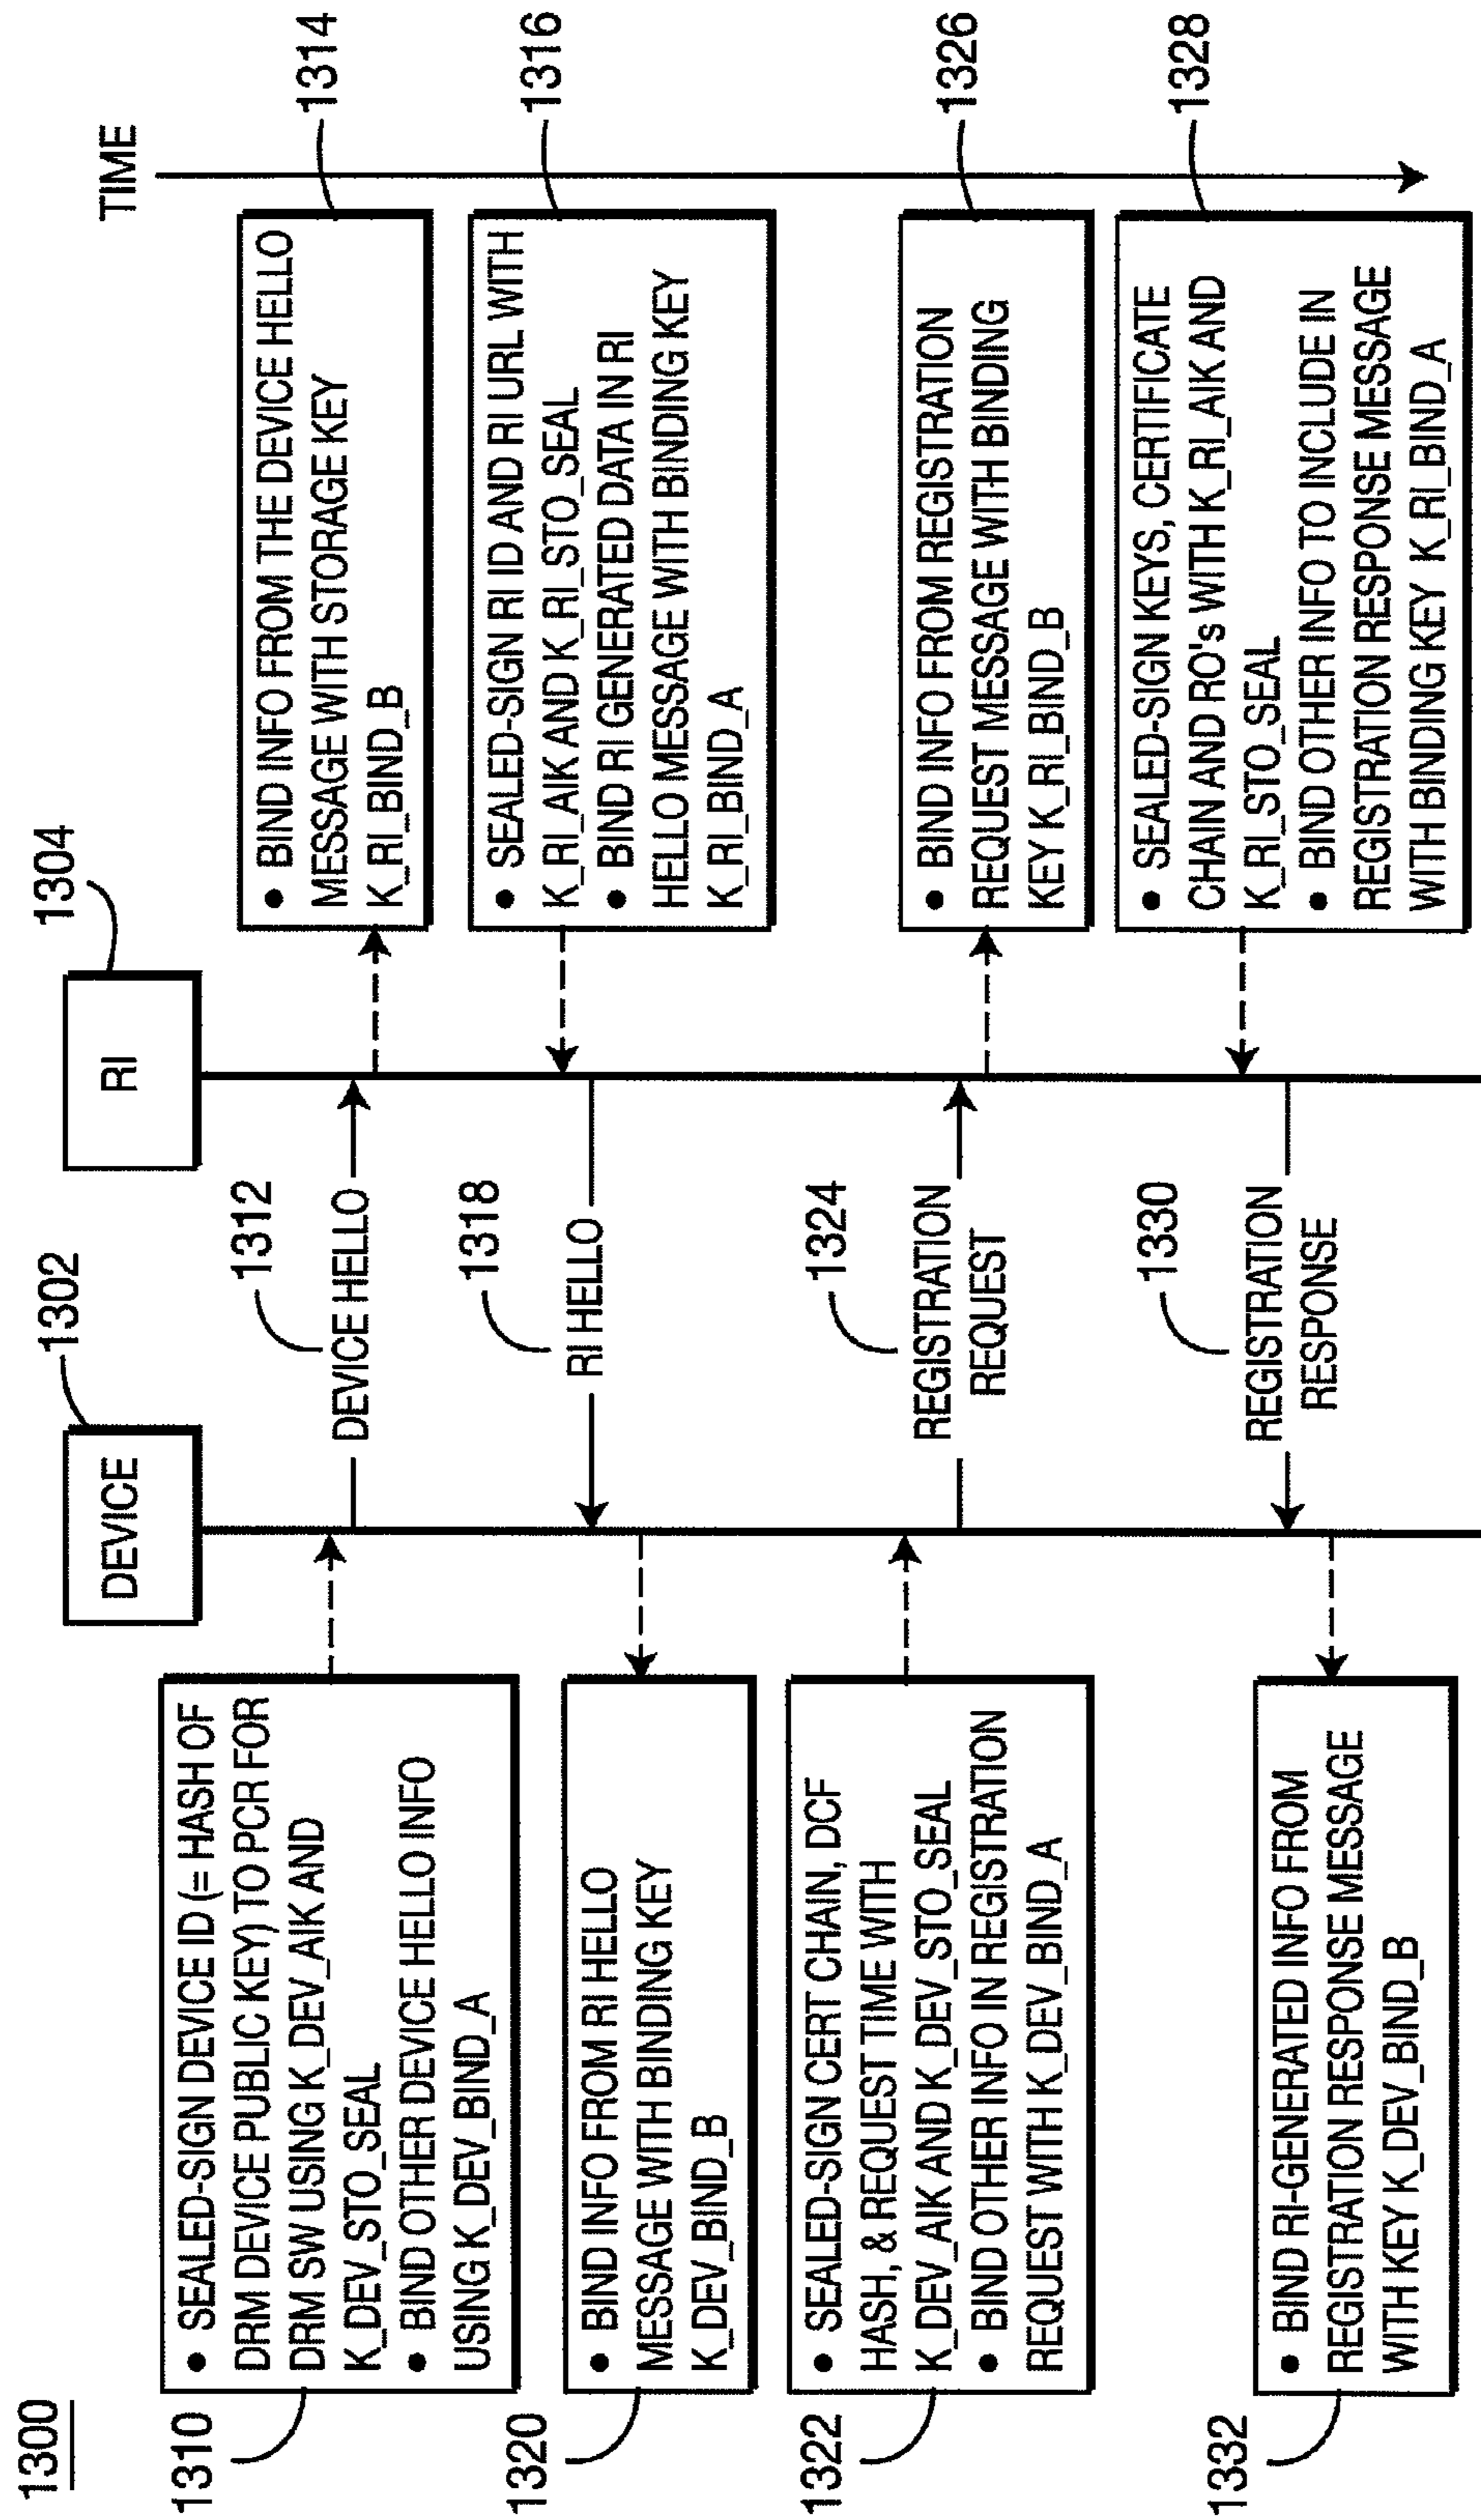 1300
1302
DEVICE
1304
RI
TIME
1310
• SEALED-SIGN DEVICE ID (= HASH OF
DRM DEVICE PUBLIC KEY) TO PCR FOR
DRM SW USING K_DEV_AIK AND
K_DEV_STO_SEAL
• BIND OTHER DEVICE HELLO INFO
USING K_DEV_BIND_A
1312
DEVICE HELLO
1314
• BIND INFO FROM THE DEVICE HELLO
MESSAGE WITH STORAGE KEY
K_RI_BIND_B
1316
• SEALED-SIGN RI ID AND RI URL WITH
K_RI_AIK AND K_RI_STO_SEAL
• BIND RI GENERATED DATA IN RI
HELLO MESSAGE WITH BINDING KEY
K_RI_BIND_A
1318
RI HELLO
1320
• BIND INFO FROM RI HELLO
MESSAGE WITH BINDING KEY
K_DEV_BIND_B
1322
• SEALED-SIGN CERT CHAIN, DCF
HASH, & REQUEST TIME WITH
K_DEV_AIK AND K_DEV_STO_SEAL
• BIND OTHER INFO IN REGISTRATION
REQUEST WITH K_DEV_BIND_A
1324
REGISTRATION
REQUEST
1326
• BIND INFO FROM REGISTRATION
REQUEST MESSAGE WITH BINDING
KEY K_RI_BIND_B
1328
• SEALED-SIGN KEYS, CERTIFICATE
CHAIN AND RO's WITH K_RI_AIK AND
K_RI_STO_SEAL
• BIND OTHER INFO TO INCLUDE IN
REGISTRATION RESPONSE MESSAGE
WITH BINDING KEY K_RI_BIND_A
1330
REGISTRATION
RESPONSE
1332
• BIND RI-GENERATED INFO FROM
REGISTRATION RESPONSE MESSAGE
WITH KEY K_DEV_BIND_B